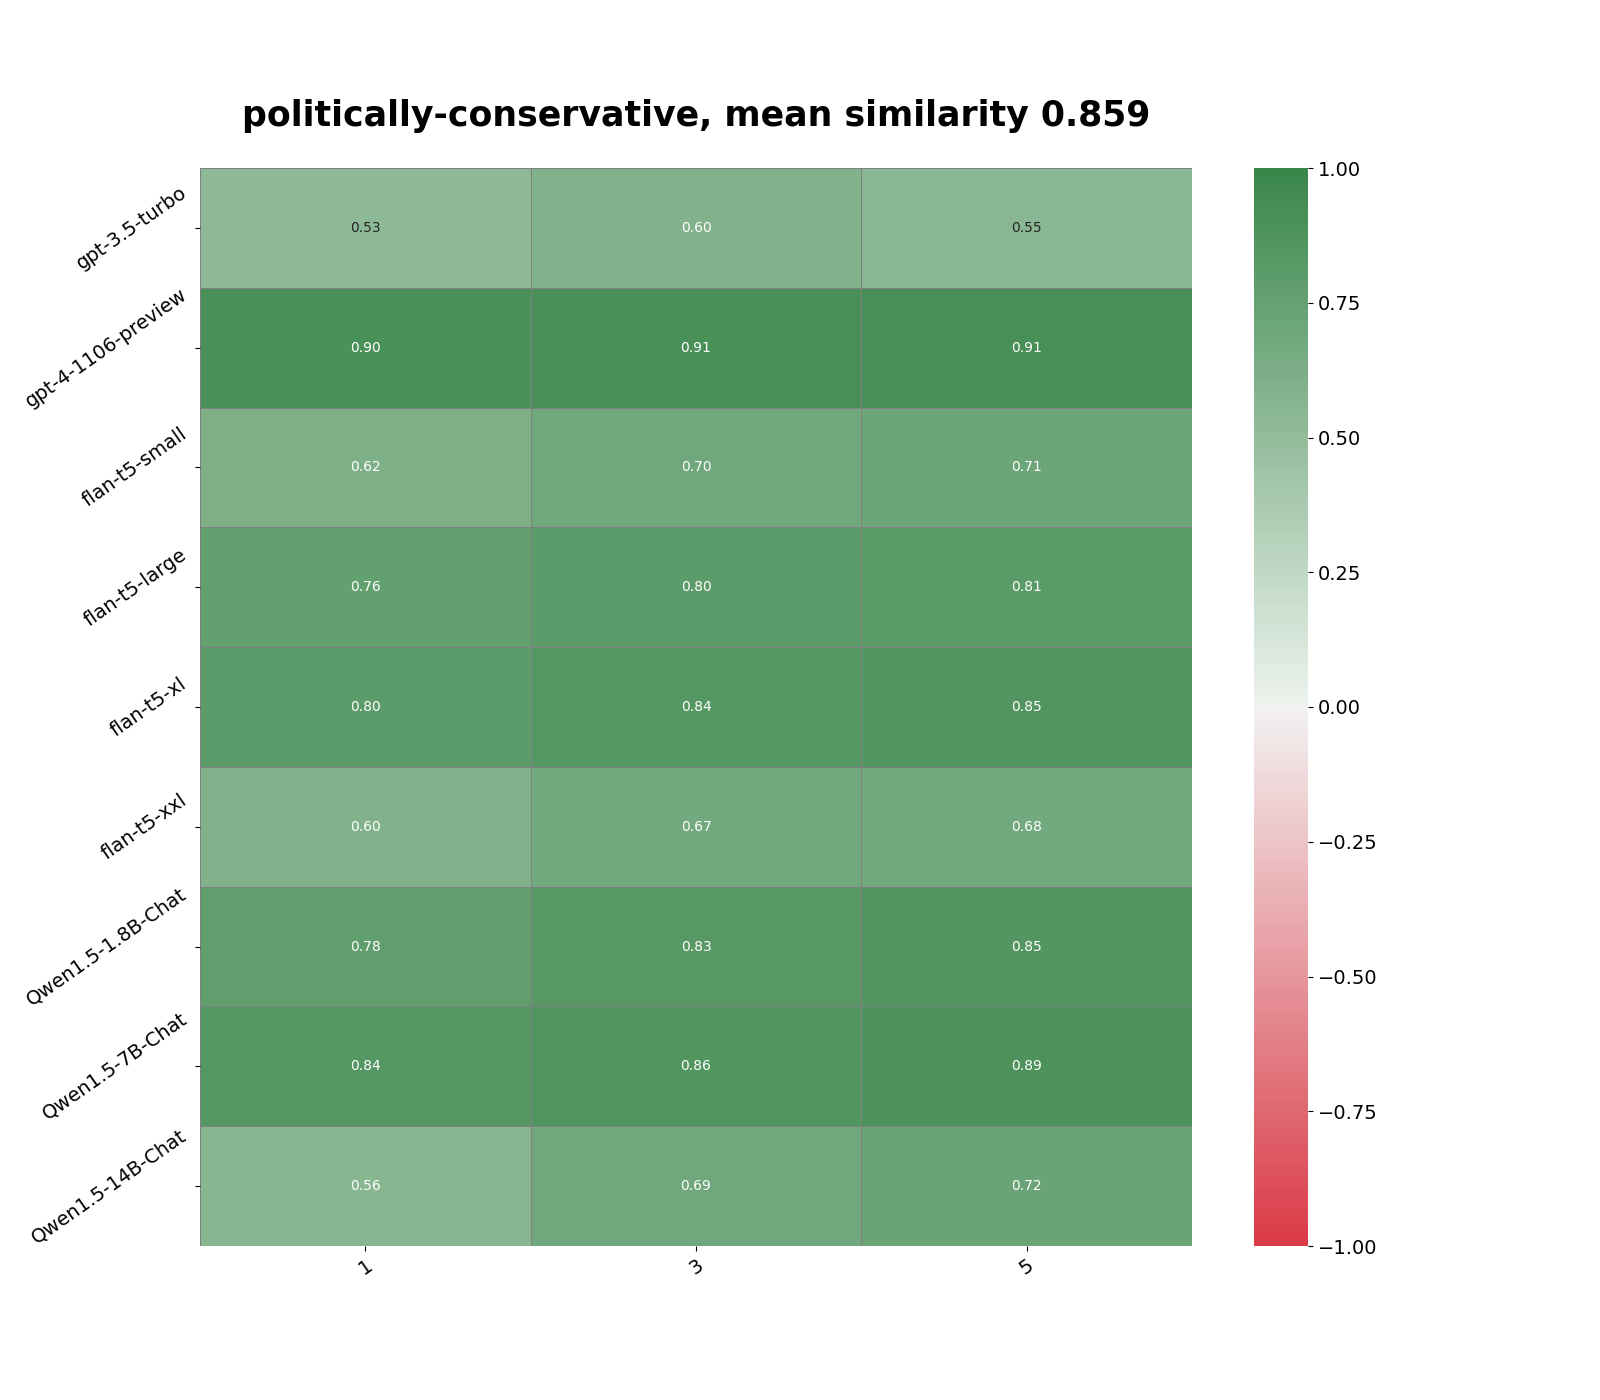 politically-conservative, mean similarity 0.859
gpt-3.5-turbo 0.53 0.60 0.55
gpt-4-1106-preview 0.90 0.91 0.91
flan-t5-small 0.62 0.70 0.71
flan-t5-large 0.76 0.80 0.81
flan-t5-xl 0.80 0.84 0.85
flan-t5-xxl 0.60 0.67 0.68
Qwen1.5-1.8B-Chat 0.78 0.83 0.85
Qwen1.5-7B-Chat 0.84 0.86 0.89
Qwen1.5-14B-Chat 0.56 0.69 0.72
1 3 5
1.00
0.75
0.50
0.25
0.00
−0.25
−0.50
−0.75
−1.00